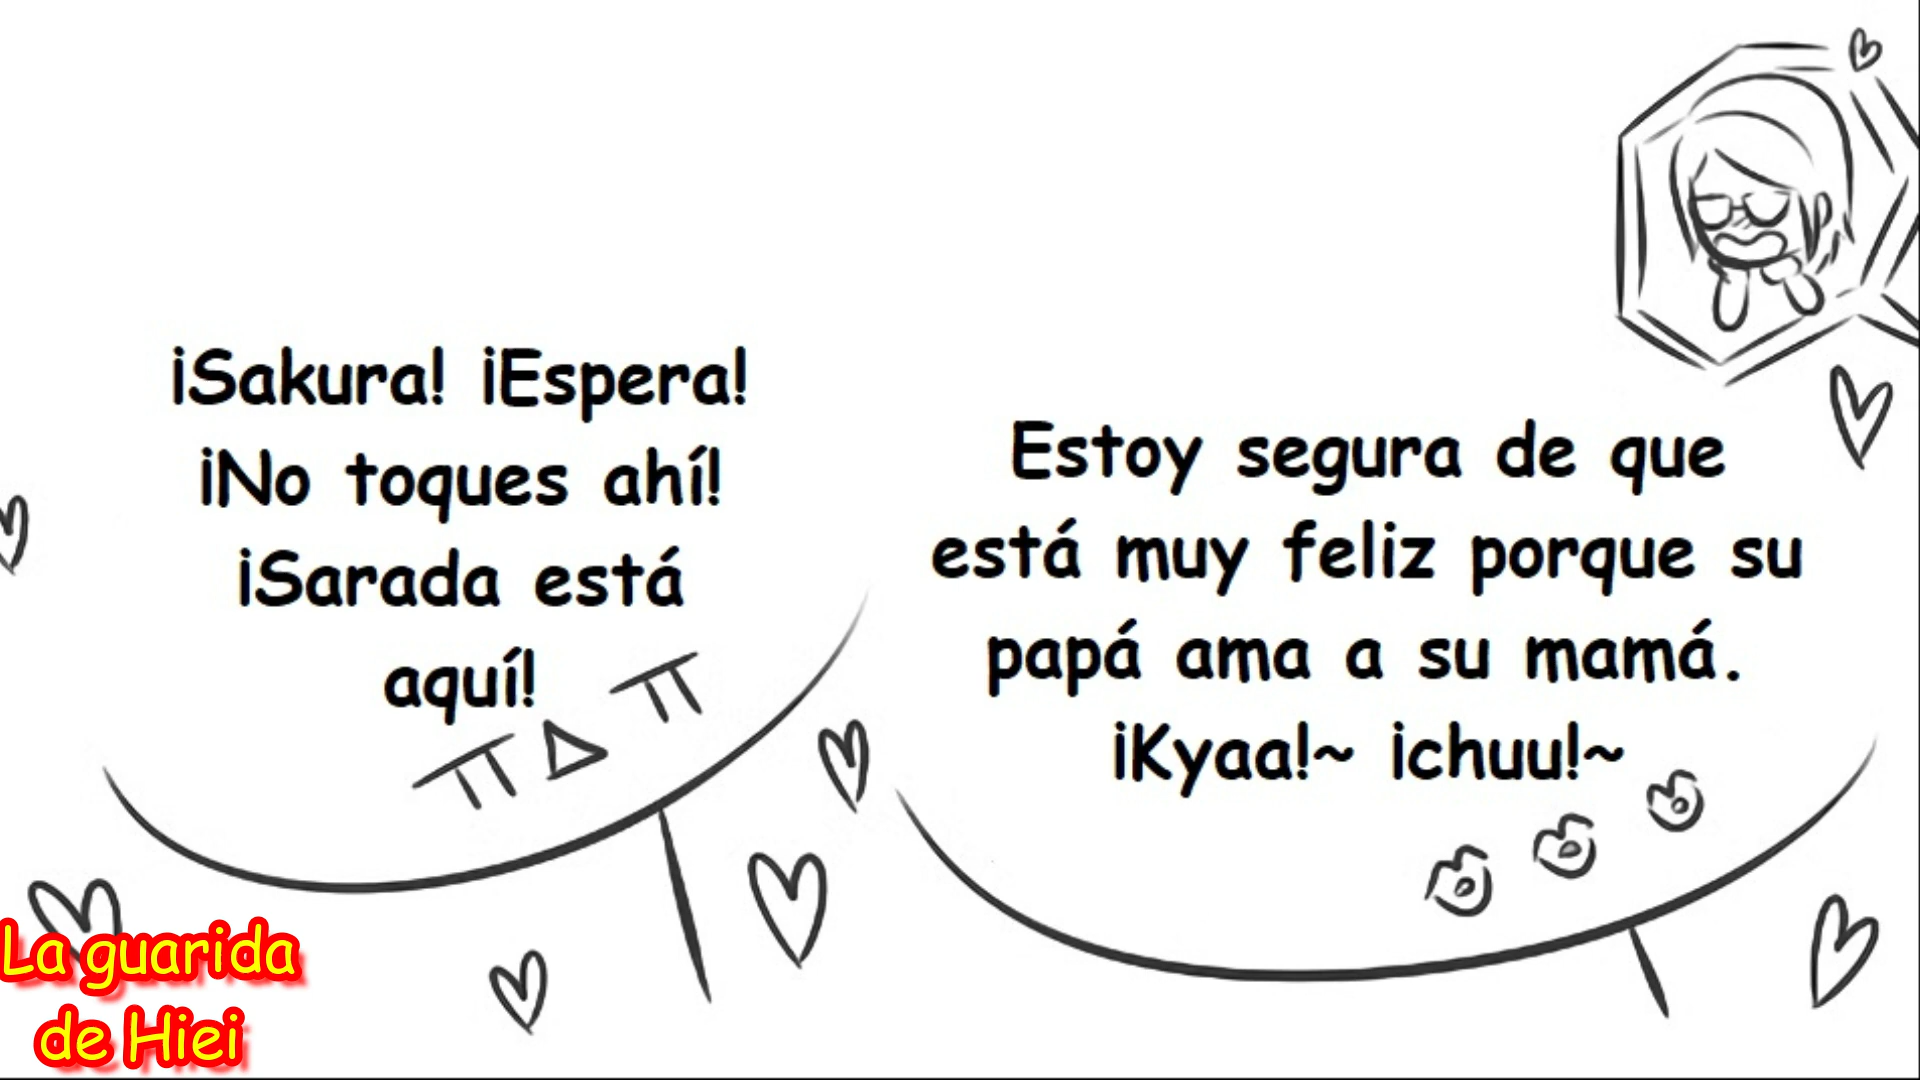 ¡Sakura! ¡Espera!
¡No toques ahí!
¡Sarada está
aquí!
Estoy segura de que
está muy feliz porque su
papá ama a su mamá.
¡Kyaa!~ ¡chuu!~
La guarida
de Hiei